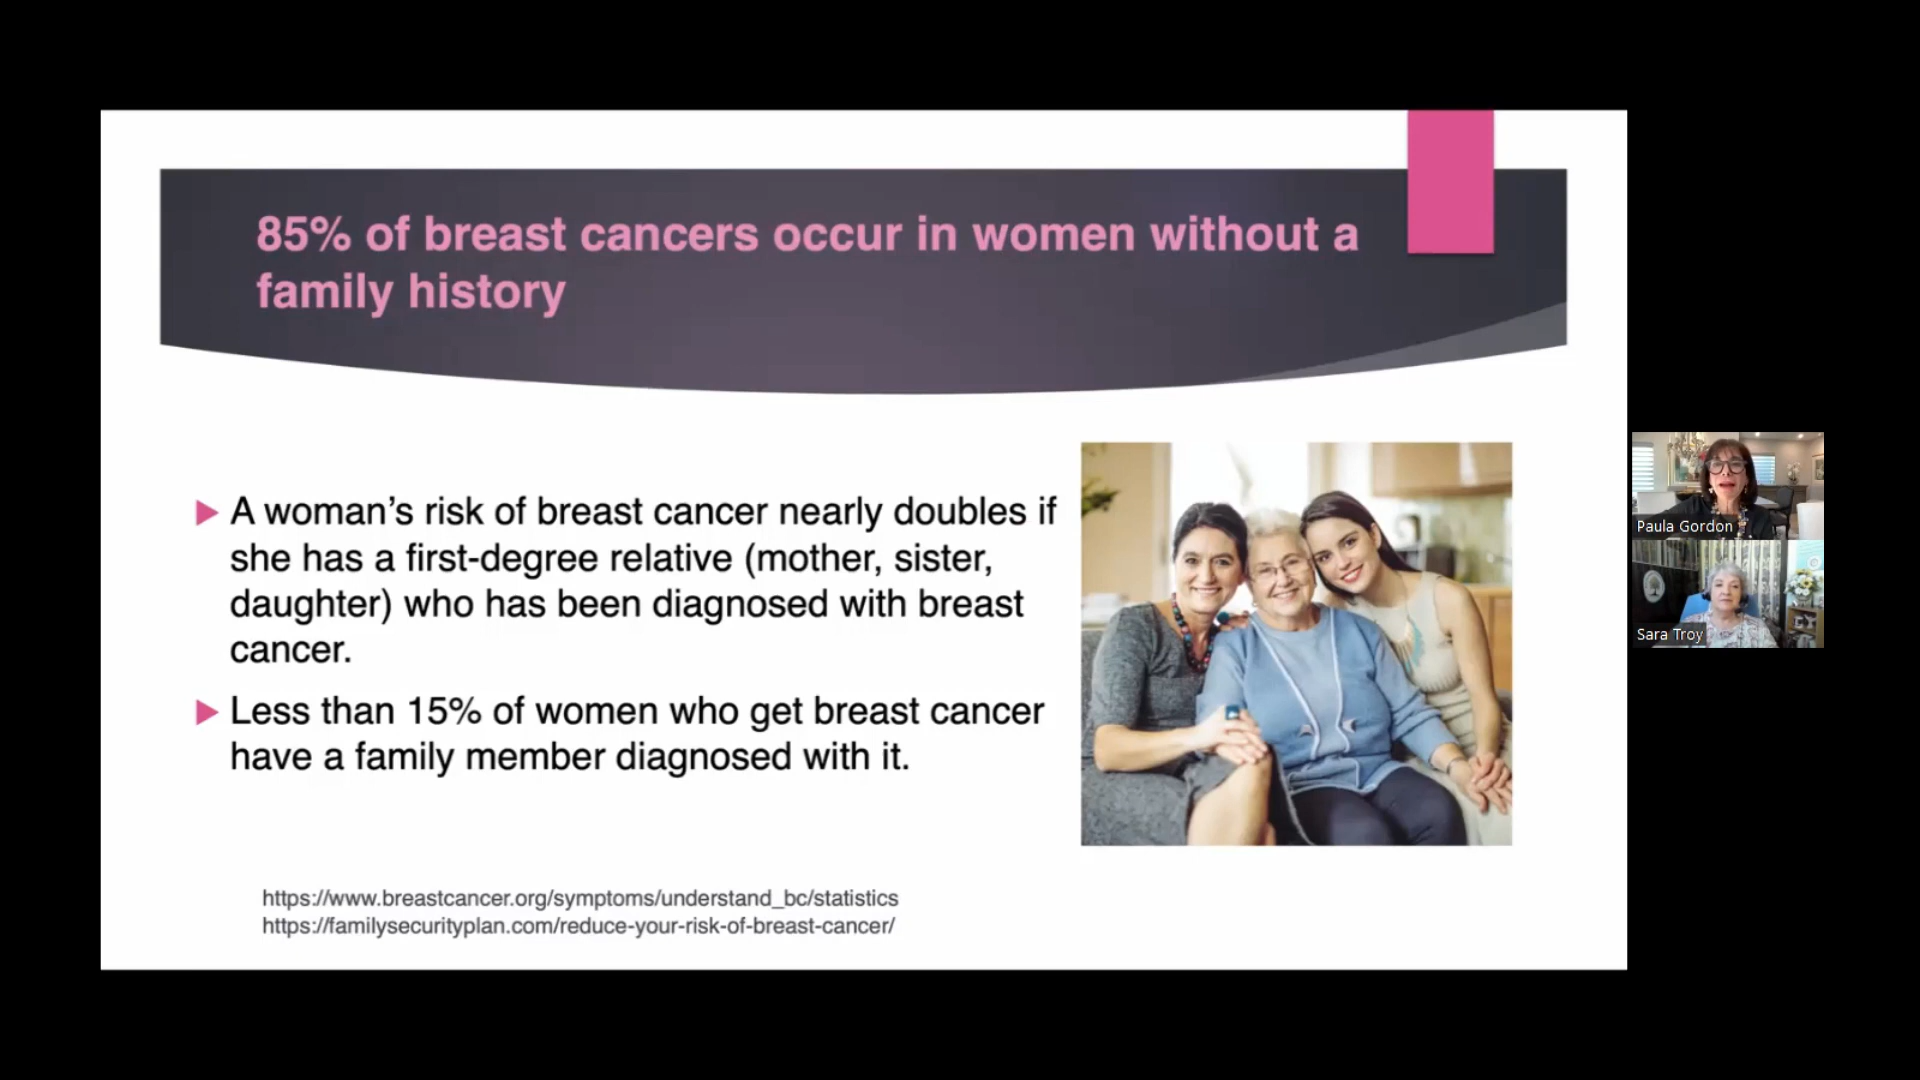 85% of breast cancers occur in women without a
family history
A woman’s risk of breast cancer nearly doubles if
she has a first-degree relative (mother, sister,
daughter) who has been diagnosed with breast
cancer.
Less than 15% of women who get breast cancer
have a family member diagnosed with it.
https://www.breastcancer.org/symptoms/understand_bc/statistics
https://familysecurityplan.com/reduce-your-risk-of-breast-cancer/
Paula Gordon
Sara Troy